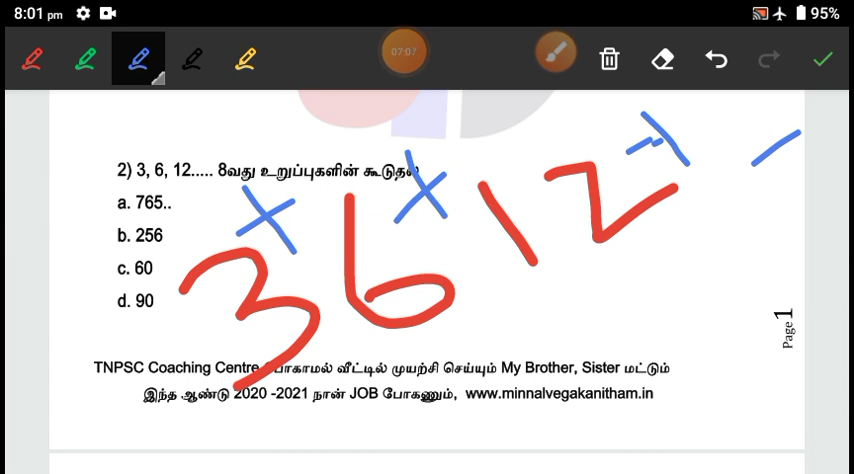 8:01 pm
95%
07:07
2) 3, 6, 12..... 8வது உறுப்புகளின் கூடுதல்
a. 765..
b. 256
c. 60
d. 90
3 6 12
Page 1
TNPSC Coaching Centre போகாமல் வீட்டில் முயற்சி செய்யும் My Brother, Sister மட்டும்
இந்த ஆண்டு 2020 -2021 நான் JOB போகணும், www.minnalvegakanitham.in